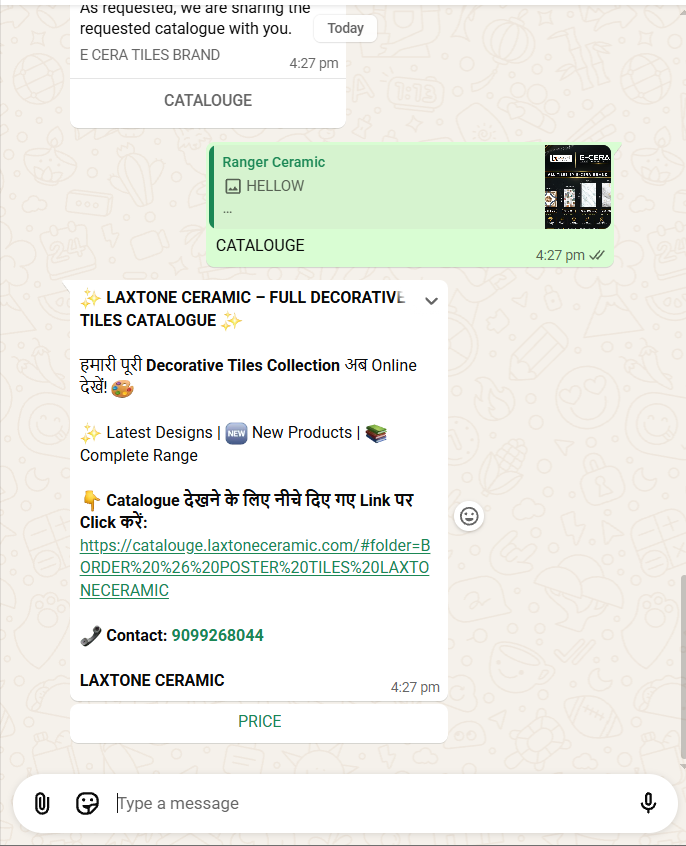 As requested, we are sharing the
requested catalogue with you.
Today
E CERA TILES BRAND
4:27 pm
CATALOUGE
Ranger Ceramic
HELLOW
...
E-CERA
CATALOUGE
4:27 pm
✨ LAXTONE CERAMIC – FULL DECORATIVE
TILES CATALOGUE ✨
हमारी पूरी Decorative Tiles Collection अब Online
देखें! 🎨
✨ Latest Designs | 🆕 New Products | 📚
Complete Range
👇 Catalogue देखने के लिए नीचे दिए गए Link पर
Click करें:
https://catalouge.laxtoneceramic.com/#folder=B
ORDER%20%26%20POSTER%20TILES%20LAXTO
NECERAMIC
📞 Contact: 9099268044
LAXTONE CERAMIC
4:27 pm
PRICE
Type a message